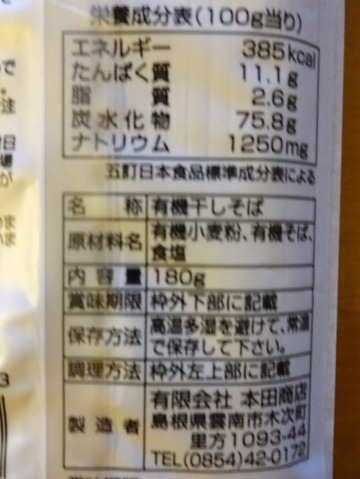 栄養成分表(100g当り)
エネルギー 385kcal
たんぱく質 11.1g
脂 質 2.6g
炭水化物 75.8g
ナトリウム 1250mg
五訂日本食品標準成分表による
名 称 有機干しそば
原材料名 有機小麦粉、有機そば、
食塩
内 容 量 180g
賞味期限 枠外下部に記載
保存方法 高温多湿を避けて、常温
で保存して下さい。
調理方法 枠外左上部に記載
製 造 者 有限会社 本田商店
島根県雲南市木次町
里方1093-44
TEL(0854)42-0172